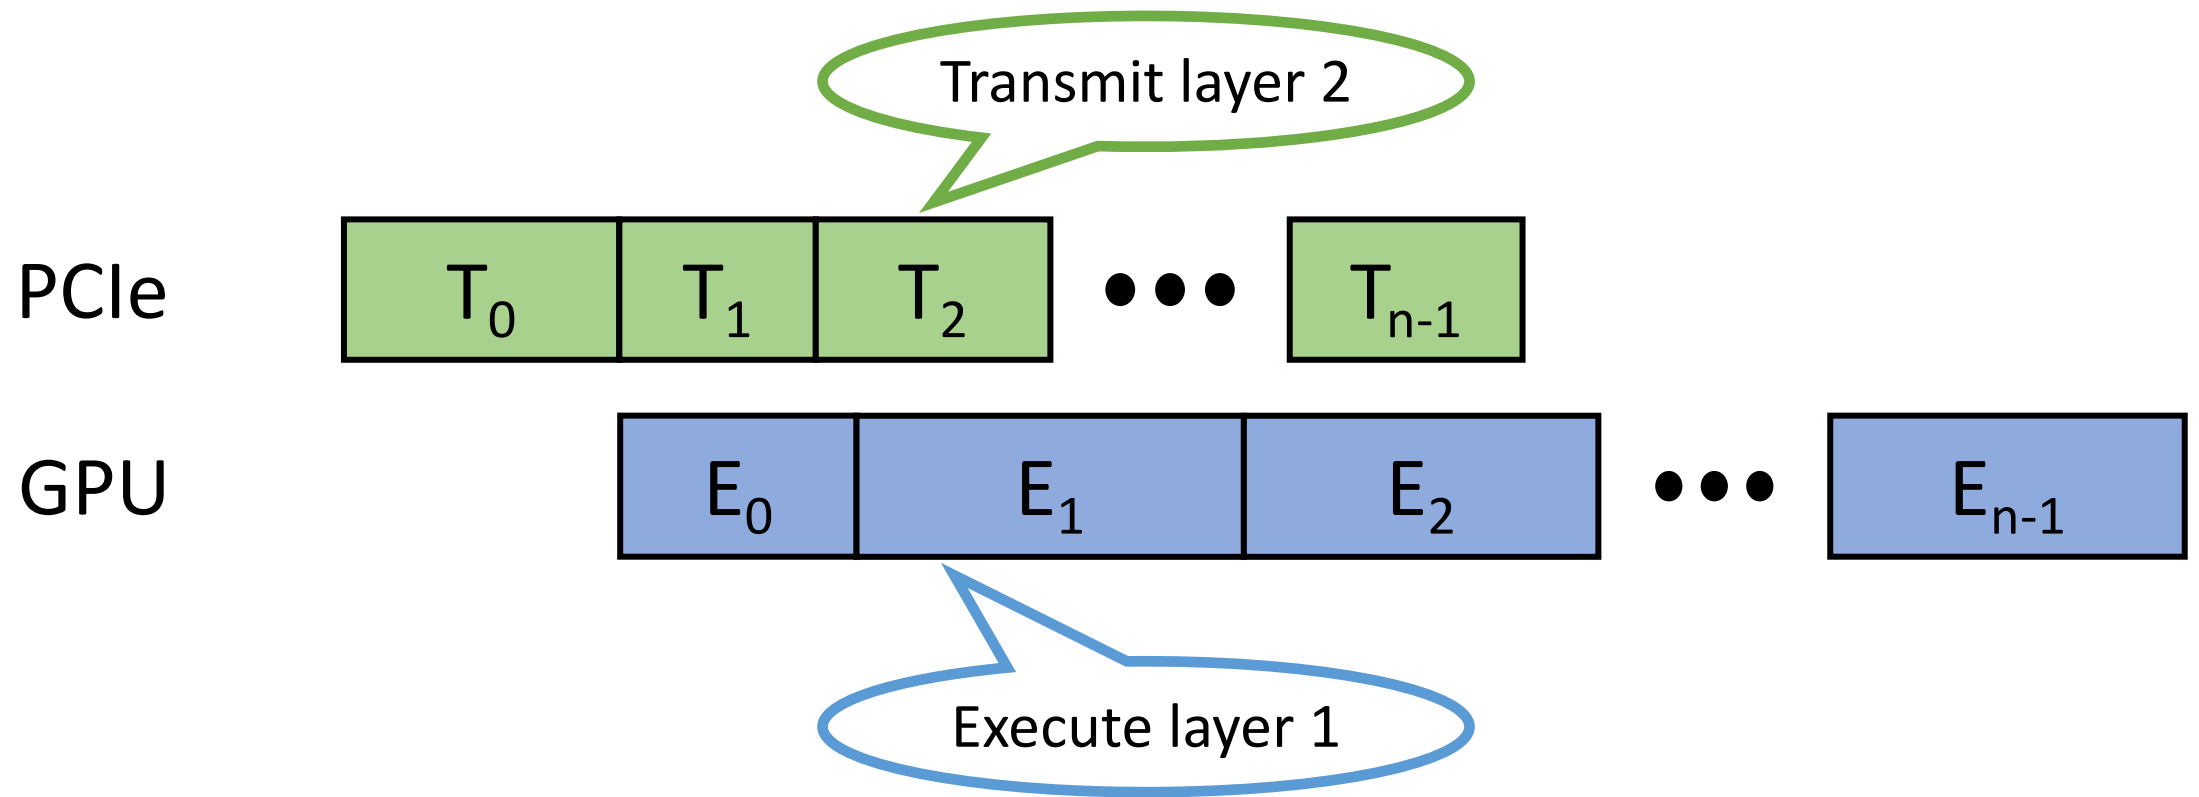 Transmit layer 2
PCIe T₀ T₁ T₂ ••• Tₙ₋₁
GPU E₀ E₁ E₂ ••• Eₙ₋₁
Execute layer 1